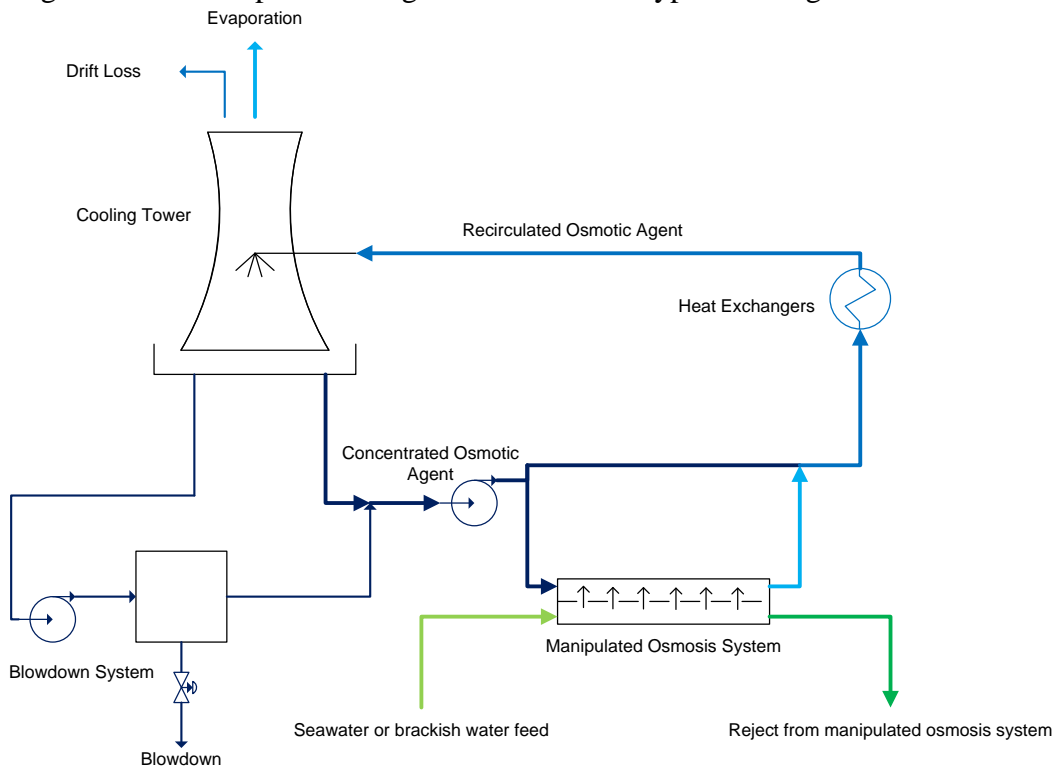 Evaporation
Drift Loss
Cooling Tower
Recirculated Osmotic Agent
Heat Exchangers
Concentrated Osmotic
Agent
Manipulated Osmosis System
Blowdown System
Seawater or brackish water feed
Reject from manipulated osmosis system
Blowdown